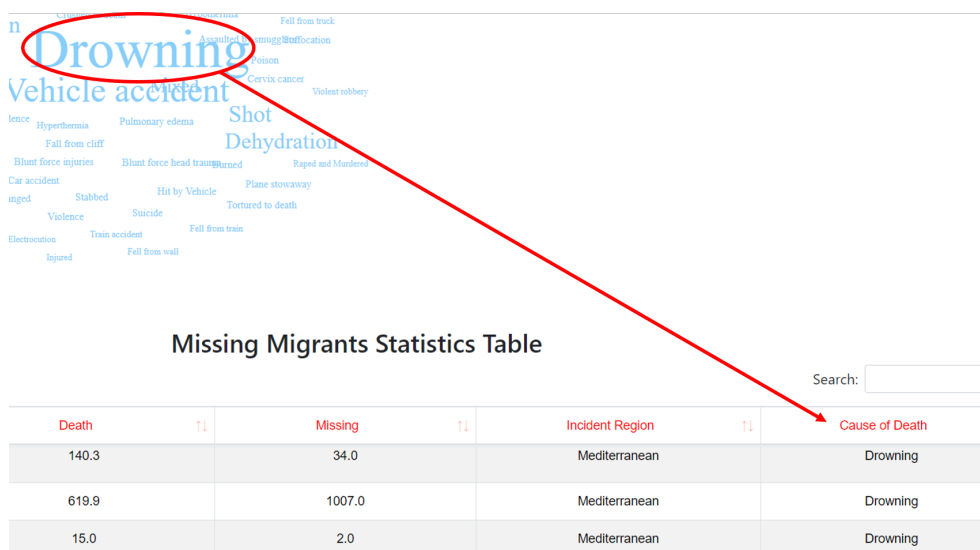 Fell from truck
Drowning
Assaulted by smugglers
Suffocation
Poison
Cervix cancer
Vehicle accident
Mixed
Violent robbery
Shot
Hyperthermia
Pulmonary edema
Fall from cliff
Dehydration
Blunt force injuries
Blunt force head trauma
Burned
Raped and Murdered
Car accident
Hit by Vehicle
Plane stowaway
Stabbed
Tortured to death
Violence
Suicide
Fell from train
Electrocution
Train accident
Injured
Fell from wall
Missing Migrants Statistics Table
Search:
Death Missing Incident Region Cause of Death
140.3 34.0 Mediterranean Drowning
619.9 1007.0 Mediterranean Drowning
15.0 2.0 Mediterranean Drowning